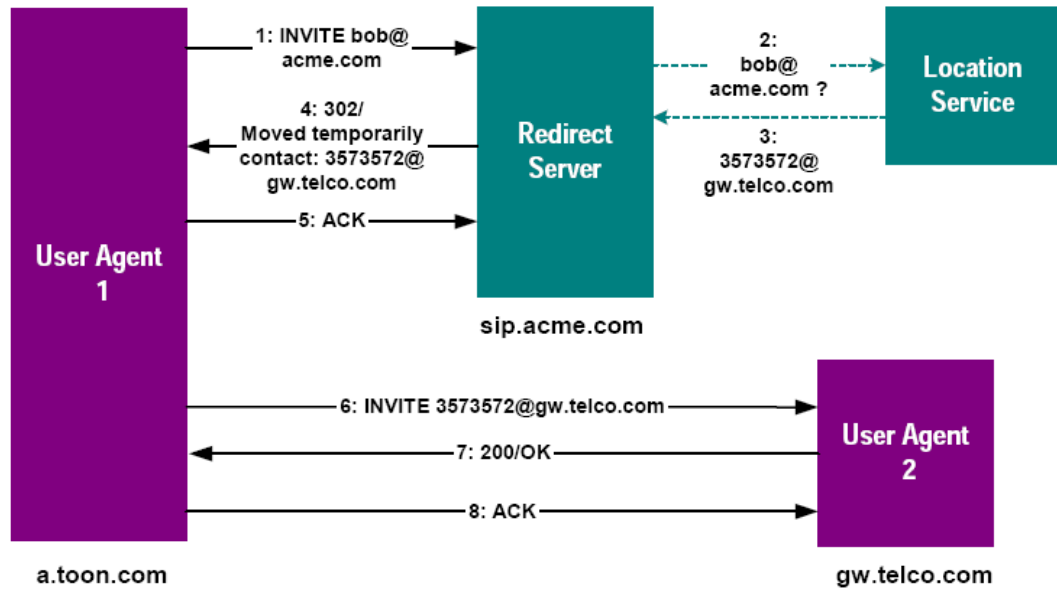 1: INVITE bob@
acme.com
2:
bob@
acme.com ?
Location
Service
4: 302/
Moved temporarily
contact: 3573572@
gw.telco.com
Redirect
Server
3:
3573572@
gw.telco.com
5: ACK
User Agent
1
sip.acme.com
6: INVITE 3573572@gw.telco.com
7: 200/OK
User Agent
2
8: ACK
a.toon.com
gw.telco.com